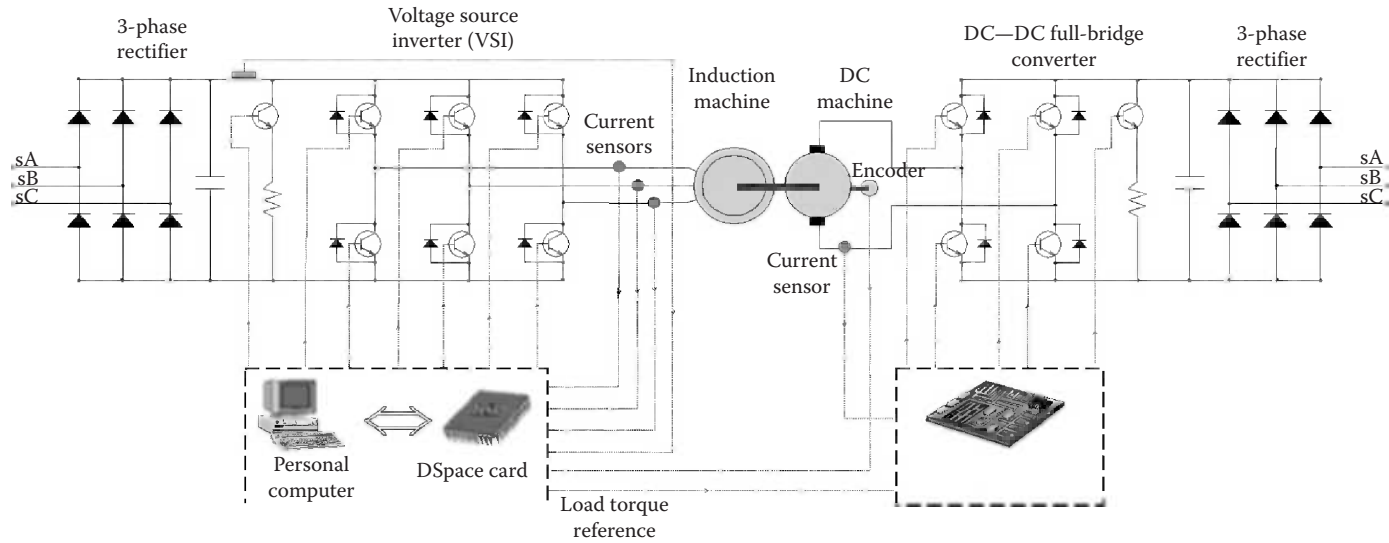 3-phase
rectifier
Voltage source
inverter (VSI)
Induction
machine
DC
machine
DC—DC full-bridge
converter
3-phase
rectifier
Current
sensors
sA
sB
sC
Encoder
sA
sB
sC
Current
sensor
Personal
computer
DSpace card
Load torque
reference